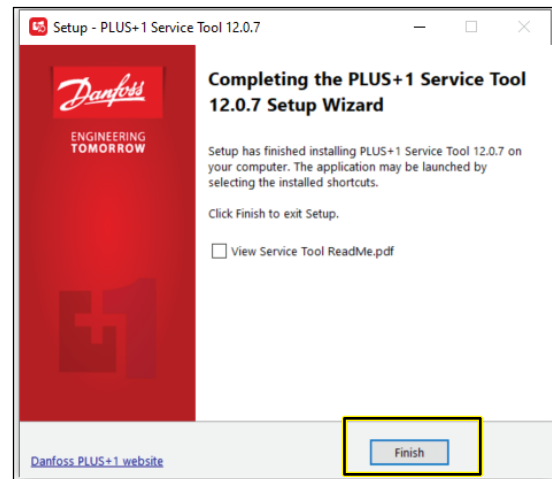 Setup - PLUS+1 Service Tool 12.0.7
Danfoss
ENGINEERING
TOMORROW
Completing the PLUS+1 Service Tool
12.0.7 Setup Wizard
Setup has finished installing PLUS+1 Service Tool 12.0.7 on
your computer. The application may be launched by
selecting the installed shortcuts.
Click Finish to exit Setup.
View Service Tool ReadMe.pdf
+1
Danfoss PLUS+1 website
Finish